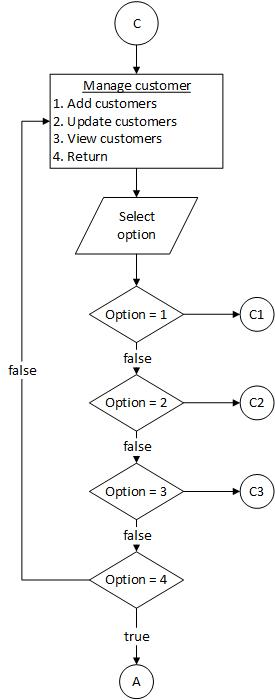 C
Manage customer
1. Add customers
2. Update customers
3. View customers
4. Return
Select
option
Option = 1
C1
false
Option = 2
C2
false
false
Option = 3
C3
false
Option = 4
true
A